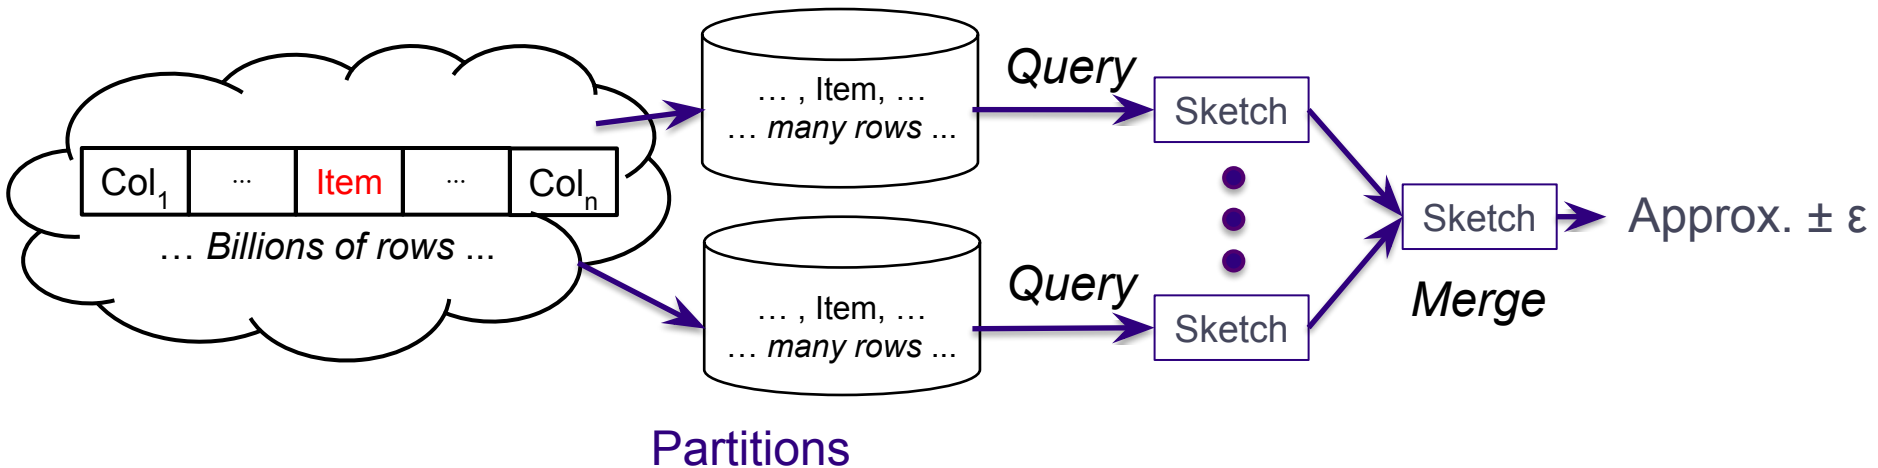 Col₁ ... Item ... Colₙ
... Billions of rows ...
... , Item, ...
... many rows ...
... , Item, ...
... many rows ...
Partitions
Query
Query
Sketch
Sketch
Sketch
Merge
Approx. ± ε